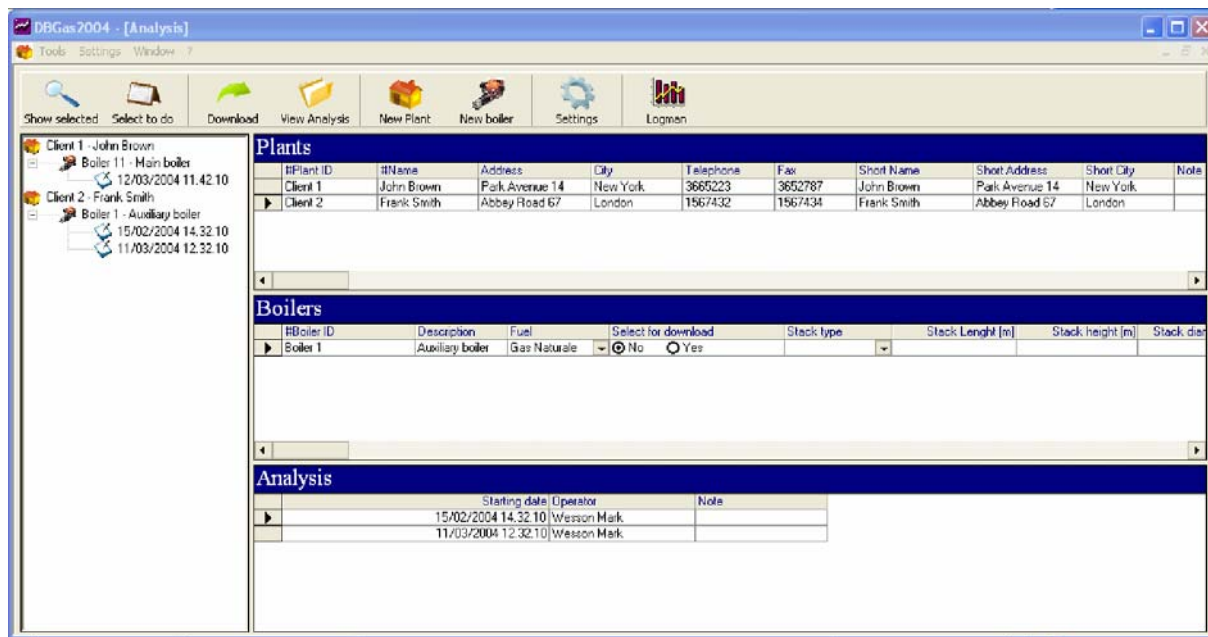 DBGas2004 - [Analysis]
Tools Settings Window ?
Show selected Select to do Download View Analysis New Plant New boiler Settings Logman
Client 1 - John Brown
Boiler 11 - Main boiler
12/03/2004 11.42.10
Client 2 - Frank Smith
Boiler 1 - Auxiliary boiler
15/02/2004 14.32.10
11/03/2004 12.32.10
Plants
#Plant ID #Name Address City Telephone Fax Short Name Short Address Short City Note
Client 1 John Brown Park Avenue 14 New York 3665223 3652787 John Brown Park Avenue 14 New York
Client 2 Frank Smith Abbey Road 67 London 1567432 1567434 Frank Smith Abbey Road 67 London
Boilers
#Boiler ID Description Fuel Select for download Stack type Stack Lenght [m] Stack height [m] Stack diar
Boiler 1 Auxiliary boiler Gas Naturale No Yes
Analysis
Starting date Operator Note
15/02/2004 14.32.10 Wesson Mark
11/03/2004 12.32.10 Wesson Mark